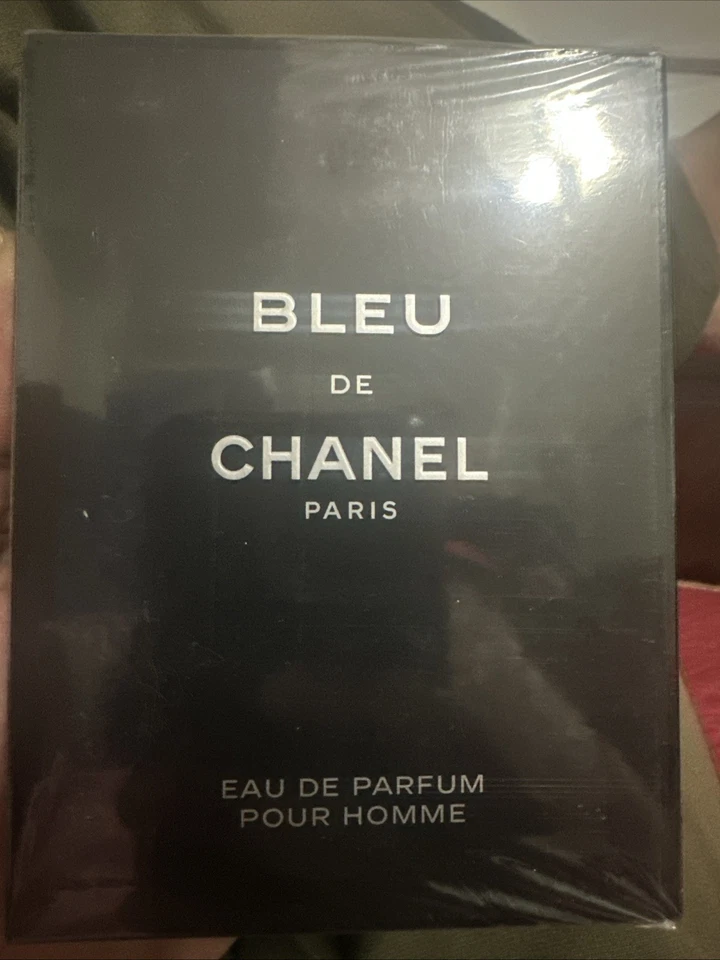 BLEU
DE
CHANEL
PARIS
EAU DE PARFUM
POUR HOMME